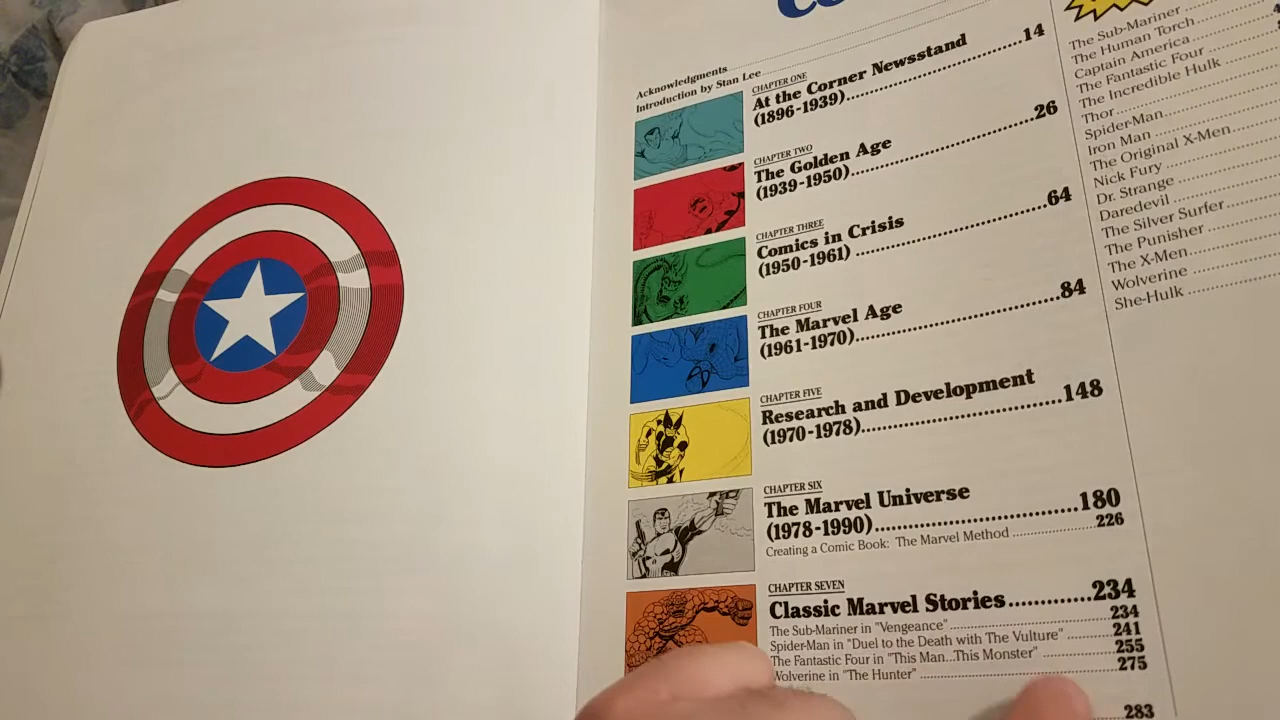 Acknowledgments
Introduction by Stan Lee
CHAPTER ONE
At the Corner Newsstand
(1896-1939)..............................14
CHAPTER TWO
The Golden Age
(1939-1950)..............................26
CHAPTER THREE
Comics in Crisis
(1950-1961)..............................64
CHAPTER FOUR
The Marvel Age
(1961-1970)..............................84
CHAPTER FIVE
Research and Development
(1970-1978)..............................148
CHAPTER SIX
The Marvel Universe
(1978-1990)..............................180
Creating a Comic Book: The Marvel Method ..................226
CHAPTER SEVEN
Classic Marvel Stories............234
The Sub-Mariner in "Vengeance"..............................234
Spider-Man in "Duel to the Death with The Vulture" ............241
The Fantastic Four in "This Man...This Monster" ..............255
Wolverine in "The Hunter" ..............................275
283
The Sub-Mariner
The Human Torch
Captain America
The Fantastic Four
The Incredible Hulk
Thor
Spider-Man
Iron Man
The Original X-Men
Nick Fury
Dr. Strange
Daredevil
The Silver Surfer
The Punisher
The X-Men
Wolverine
She-Hulk